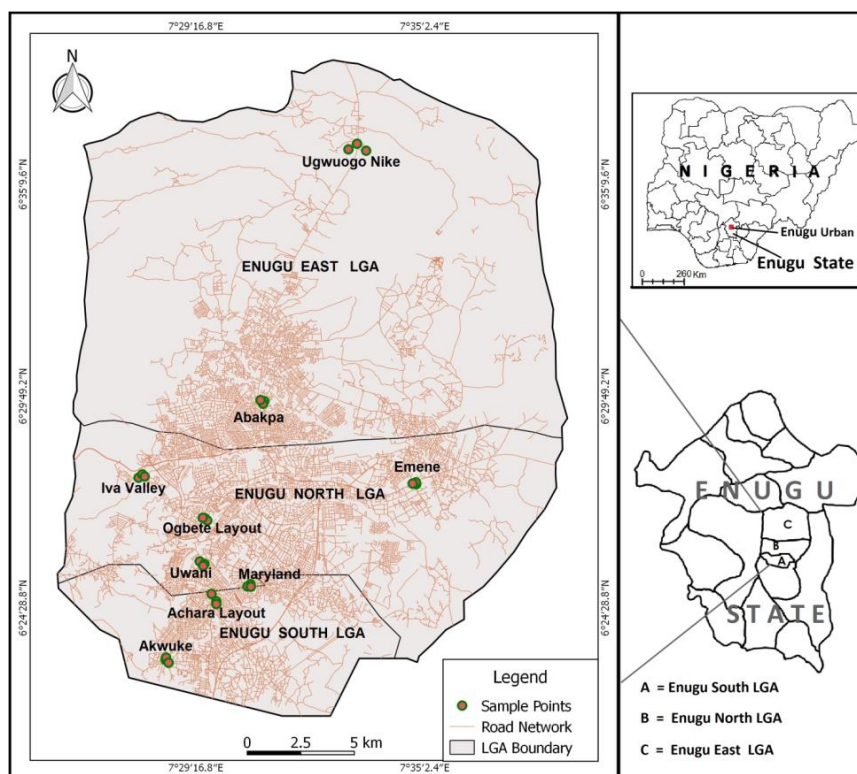 7°29'16.8"E
7°35'2.4"E
N
6°35'9.6"N
6°35'9.6"N
Ugwuogo Nike
ENUGU EAST LGA
6°29'49.2"N
6°29'49.2"N
Abakpa
Emene
Iva Valley
ENUGU NORTH LGA
Ogbete Layout
Uwani
Maryland
6°24'28.8"N
6°24'28.8"N
Achara Layout
ENUGU SOUTH LGA
Akwuke
Legend
Sample Points
Road Network
LGA Boundary
0 2.5 5 km
7°29'16.8"E
7°35'2.4"E
NIGERIA
Enugu Urban
Enugu State
0 260 Km
ENUGU
C
B
A
STATE
A = Enugu South LGA
B = Enugu North LGA
C = Enugu East LGA